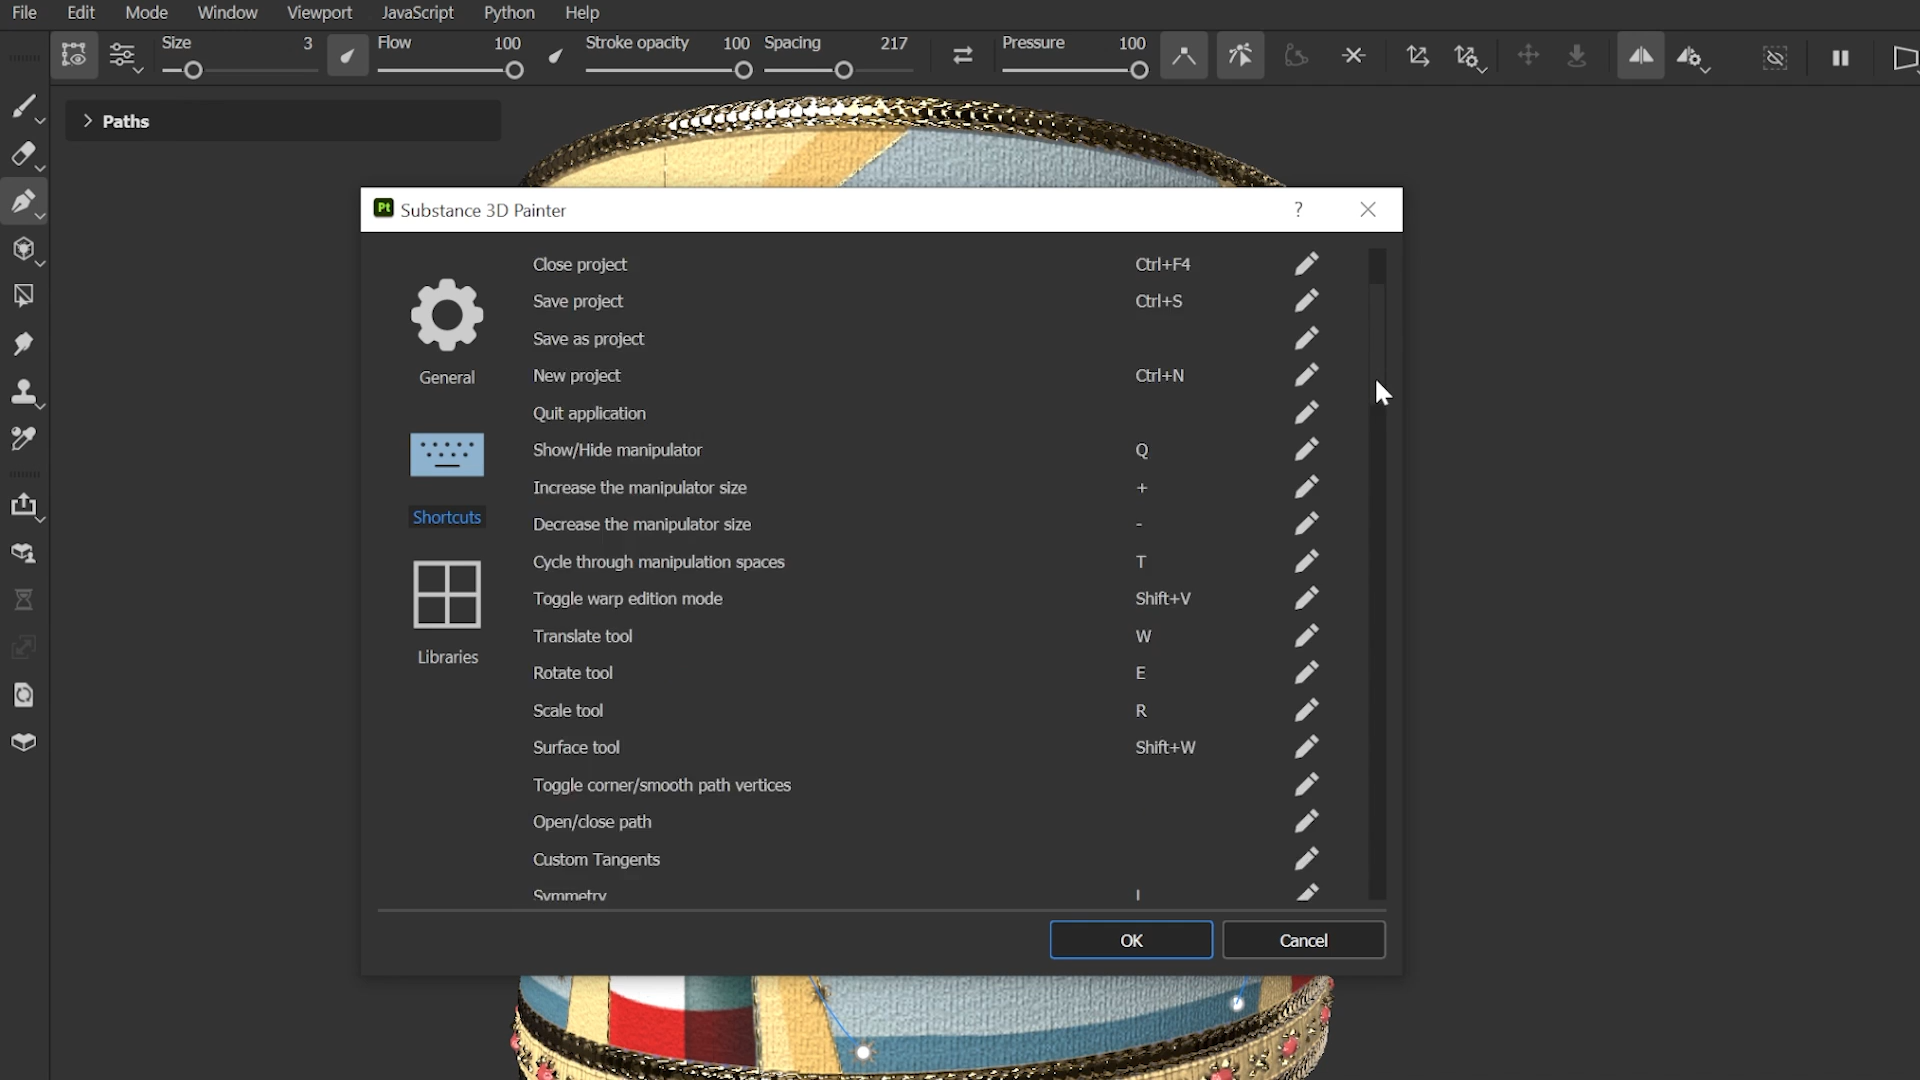 File Edit Mode Window Viewport JavaScript Python Help
Size 3 Flow 100 Stroke opacity 100 Spacing 217 Pressure 100
Paths
Pt Substance 3D Painter ?
Close project Ctrl+F4
Save project Ctrl+S
Save as project
General
New project Ctrl+N
Quit application
Show/Hide manipulator Q
Increase the manipulator size +
Shortcuts
Decrease the manipulator size -
Cycle through manipulation spaces T
Toggle warp edition mode Shift+V
Translate tool W
Libraries
Rotate tool E
Scale tool R
Surface tool Shift+W
Toggle corner/smooth path vertices
Open/close path
Custom Tangents
Symmetry
OK Cancel